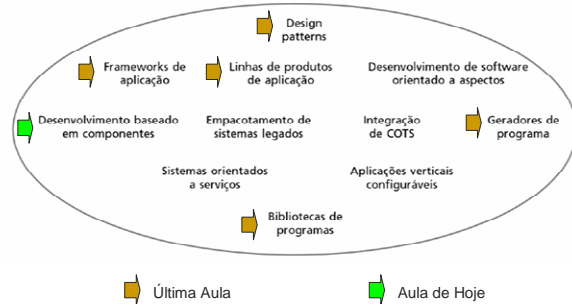 Design
patterns
Frameworks de
aplicação
Linhas de produtos
de aplicação
Desenvolvimento de software
orientado a aspectos
Desenvolvimento baseado
em componentes
Empacotamento de
sistemas legados
Integração
de COTS
Geradores de
programa
Sistemas orientados
a serviços
Aplicações verticais
configuráveis
Bibliotecas de
programas
Última Aula
Aula de Hoje